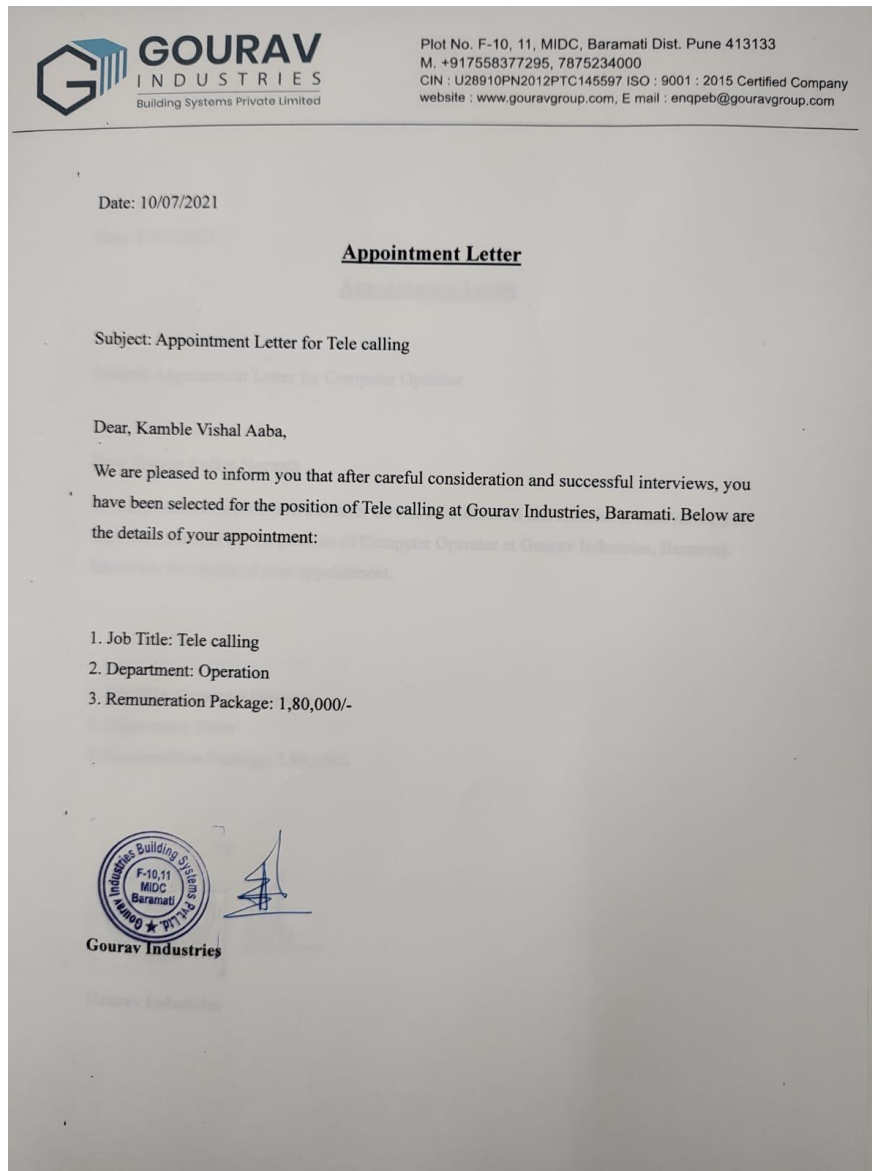 GOURAV
INDUSTRIES
Building Systems Private Limited
Plot No. F-10, 11, MIDC, Baramati Dist. Pune 413133
M. +917558377295, 7875234000
CIN : U28910PN2012PTC145597 ISO : 9001 : 2015 Certified Company
website : www.gouravgroup.com, E mail : enqpeb@gouravgroup.com
Date: 10/07/2021
Appointment Letter
Subject: Appointment Letter for Tele calling
Dear, Kamble Vishal Aaba,
We are pleased to inform you that after careful consideration and successful interviews, you
have been selected for the position of Tele calling at Gourav Industries, Baramati. Below are
the details of your appointment:
1. Job Title: Tele calling
2. Department: Operation
3. Remuneration Package: 1,80,000/-
Gourav Industries Building Systems Pvt.Ltd.
F-10,11
MIDC
Baramati
Gourav Industries